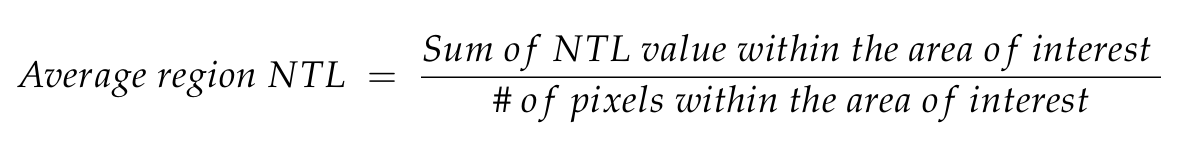 Average region NTL = Sum of NTL value within the area of interest
# of pixels within the area of interest